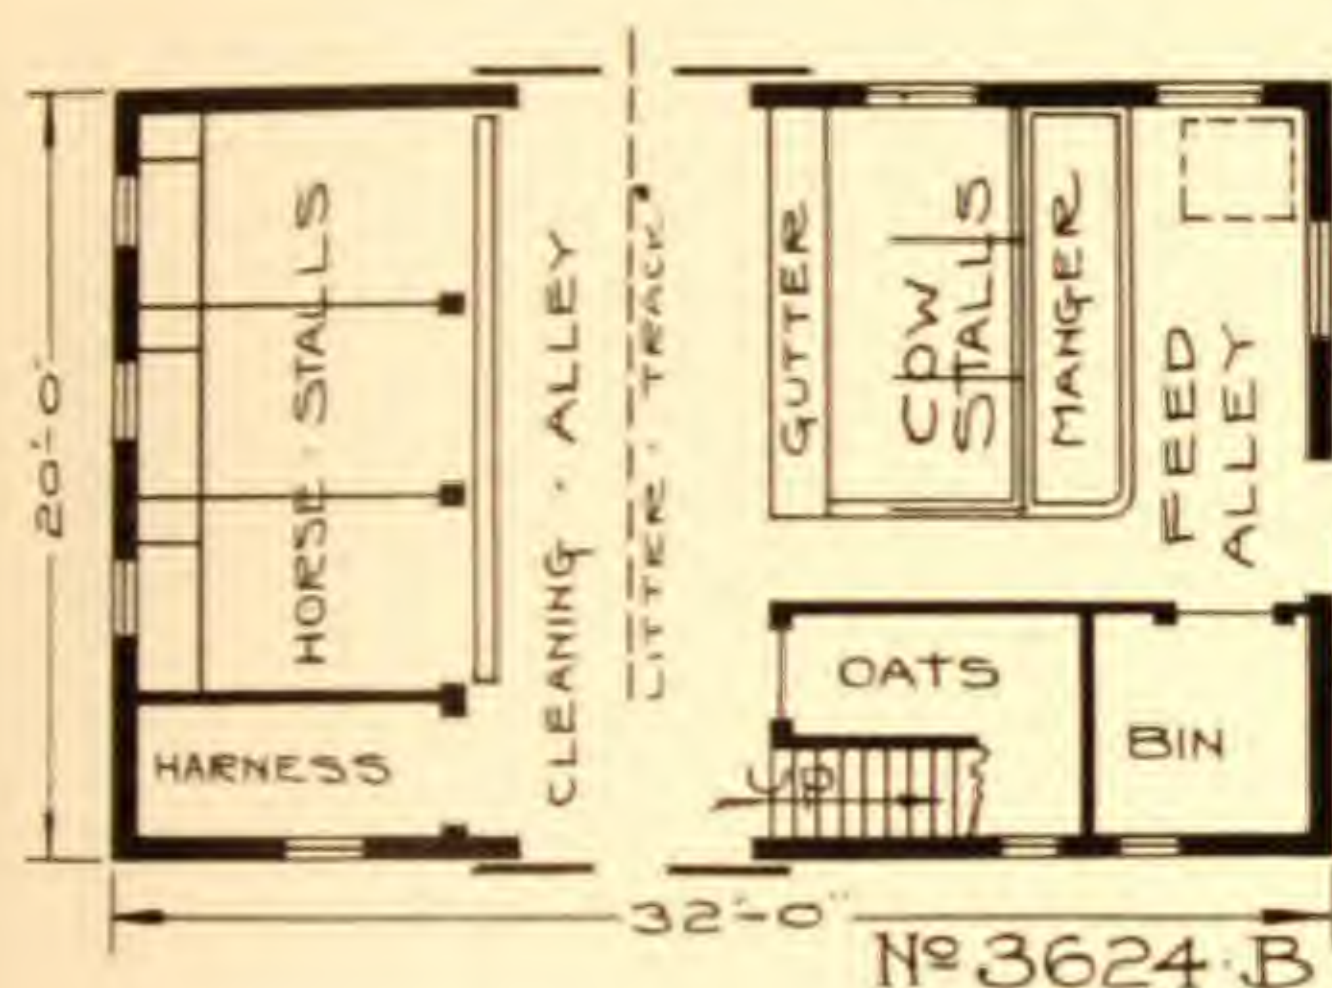 20'-0"
HORSE · STALLS
HARNESS
CLEANING · ALLEY
LITTER · TRACK
GUTTER
COW
STALLS
MANGER
FEED
ALLEY
OATS
UP
BIN
32'-0"
Nº 3624·B